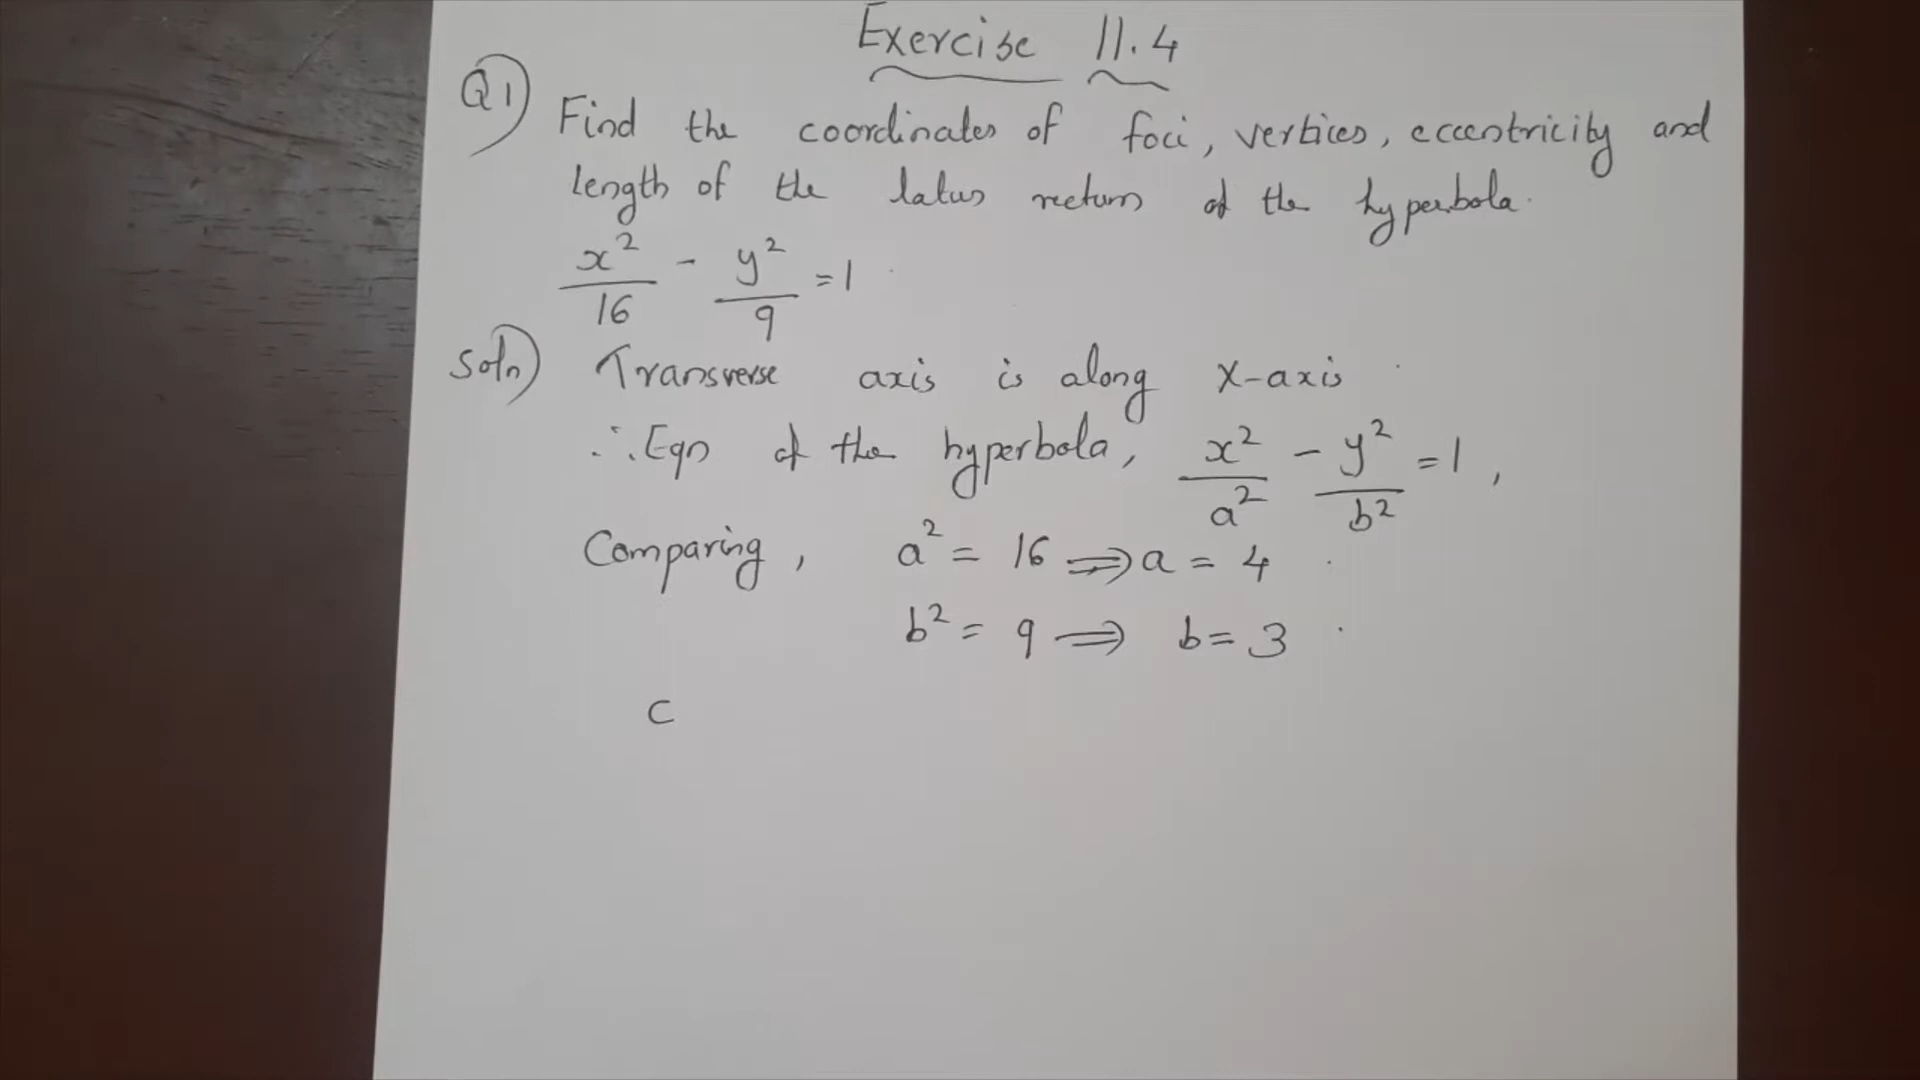 Exercise 11.4
Q1) Find the coordinates of foci, vertices, eccentricity and
length of the latus rectum of the hyperbola.
x²/16 - y²/9 = 1
Soln) Transverse axis is along X-axis
∴ Eqn of the hyperbola, x²/a² - y²/b² = 1,
Comparing, a² = 16 ⟹ a = 4
b² = 9 ⟹ b = 3
c